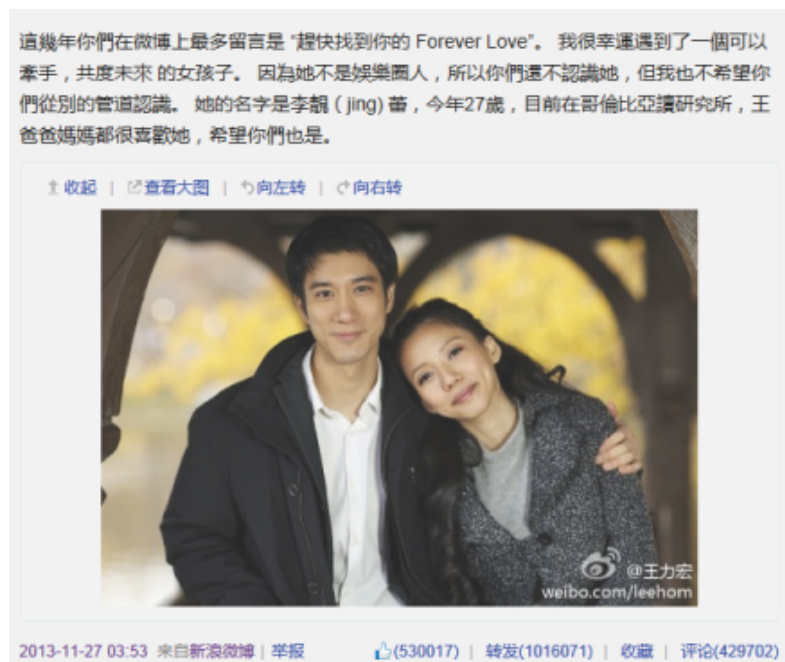 這幾年你們在微博上最多留言是 “趕快找到你的 Forever Love”。 我很幸運遇到了一個可以
牽手，共度未來 的女孩子。 因為她不是娛樂圈人，所以你們還不認識她，但我也不希望你
們從別的管道認識。 她的名字是李靚 ( jing) 蕾，今年27歲，目前在哥倫比亞讀研究所，王
爸爸媽媽都很喜歡她，希望你們也是。
收起 | 查看大图 | 向左转 | 向右转
@王力宏
weibo.com/leehom
2013-11-27 03:53 来自新浪微博 | 举报 (530017) | 转发(1016071) | 收藏 | 评论(429702)